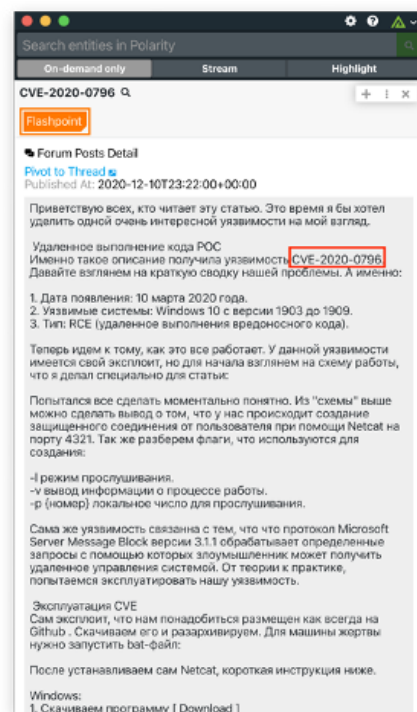 Search entities in Polarity
On-demand only Stream Highlight
CVE-2020-0796
Flashpoint
Forum Posts Detail
Pivot to Thread
Published At: 2020-12-10T23:22:00+00:00
Приветствую всех, кто читает эту статью. Это время я бы хотел
уделить одной очень интересной уязвимости на мой взгляд.
Удаленное выполнение кода POC
Именно такое описание получила уязвимость CVE-2020-0796.
Давайте взглянем на краткую сводку нашей проблемы. А именно:
1. Дата появления: 10 марта 2020 года.
2. Уязвимые системы: Windows 10 с версии 1903 до 1909.
3. Тип: RCE (удаленное выполнения вредоносного кода).
Теперь идем к тому, как это все работает. У данной уязвимости
имеется свой эксплоит, но для начала взглянем на схему работы,
что я делал специально для статьи:
Попытался все сделать моментально понятно. Из "схемы" выше
можно сделать вывод о том, что у нас происходит создание
защищенного соединения от пользователя при помощи Netcat на
порту 4321. Так же разберем флаги, что используются для
создания:
-l режим прослушивания.
-v вывод информации о процессе работы.
-p {номер} локальное число для прослушивания.
Сама же уязвимость связанна с тем, что что протокол Microsoft
Server Message Block версии 3.1.1 обрабатывает определенные
запросы с помощью которых злоумышленник может получить
удаленное управления системой. От теории к практике,
попытаемся эксплуатировать нашу уязвимость.
Эксплуатация CVE
Сам эксплоит, что нам понадобиться размещен как всегда на
Github . Скачиваем его и разархивируем. Для машины жертвы
нужно запустить bat-файл:
После устанавливаем сам Netcat, короткая инструкция ниже.
Windows:
1. Скачиваем программу [ Download ]